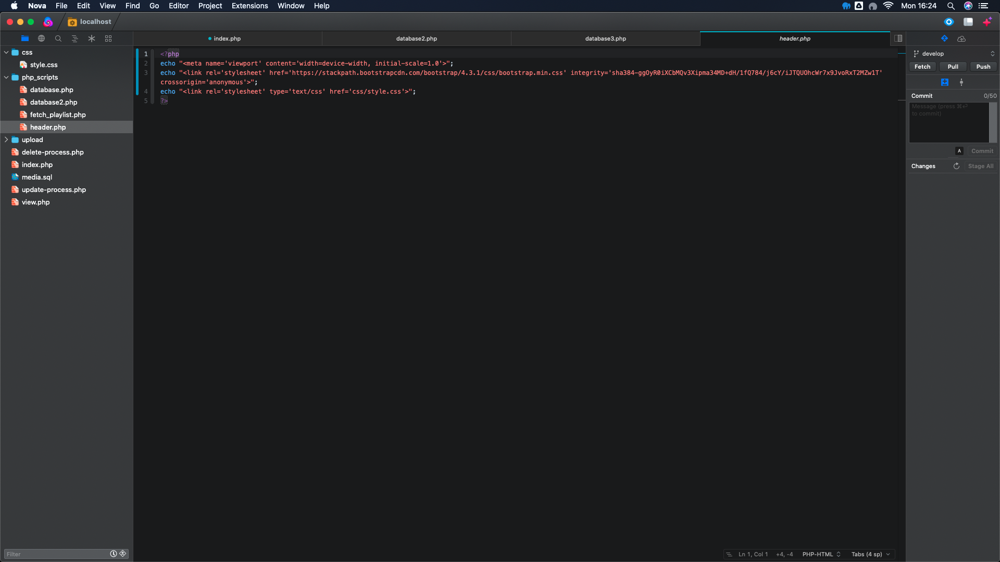 Nova File Edit View Find Go Editor Project Extensions Window Help Mon 16:24
localhost
index.php database2.php database3.php header.php
css
style.css
php_scripts
database.php
database2.php
fetch_playlist.php
header.php
upload
delete-process.php
index.php
media.sql
update-process.php
view.php
Filter
1 <?php
2 echo "<meta name='viewport' content='width=device-width, initial-scale=1.0'>";
3 echo "<link rel='stylesheet' href='https://stackpath.bootstrapcdn.com/bootstrap/4.3.1/css/bootstrap.min.css' integrity='sha384-ggOyR0iXCbMQv3Xipma34MD+dH/1fQ784/j6cY/iJTQUOhcWr7x9JvoRxT2MZw1T'
crossorigin='anonymous'>";
4 echo "<link rel='stylesheet' type='text/css' href='css/style.css'>";
5 ?>
develop
Fetch Pull Push
Commit 0/50
Message (press ⌘⏎
to commit)
A Commit
Changes Stage All
Ln 1, Col 1 +4, -4 PHP-HTML Tabs (4 sp)